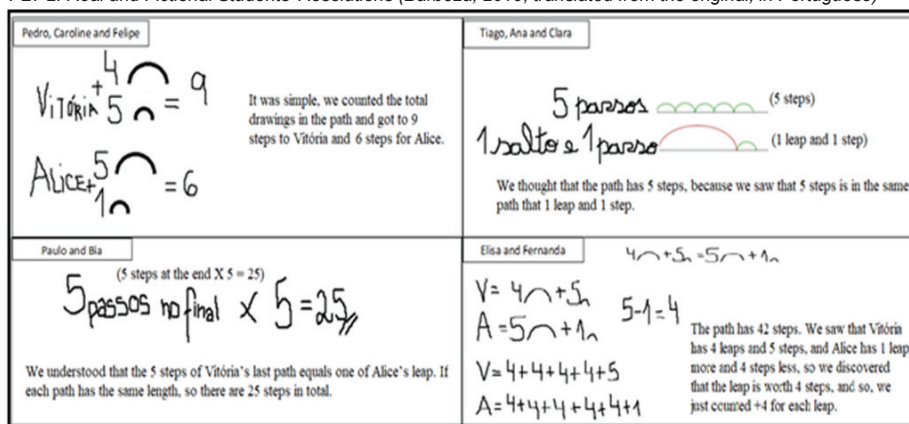 Pedro, Caroline and Felipe
VITÓRIA 4 + 5 = 9
It was simple, we counted the total
drawings in the path and got to 9
steps to Vitória and 6 steps for Alice.
ALICE 5 + 1 = 6
Tiago, Ana and Clara
5 passos (5 steps)
1 salto e 1 passo (1 leap and 1 step)
We thought that the path has 5 steps, because we saw that 5 steps is in the same
path that 1 leap and 1 step.
Paulo and Bia
(5 steps at the end X 5 = 25)
5 passos no final X 5 = 25
We understood that the 5 steps of Vitória's last path equals one of Alice's leap. If
each path has the same length, so there are 25 steps in total.
Elisa and Fernanda
4⌒+5n=5⌒+1n
V= 4⌒+5n
A=5⌒+1n
5-1=4
V=4+4+4+4+5
A=4+4+4+4+4+1
The path has 42 steps. We saw that Vitória
has 4 leaps and 5 steps, and Alice has 1 leap
more and 4 steps less, so we discovered
that the leap is worth 4 steps, and so, we
just counted +4 for each leap.